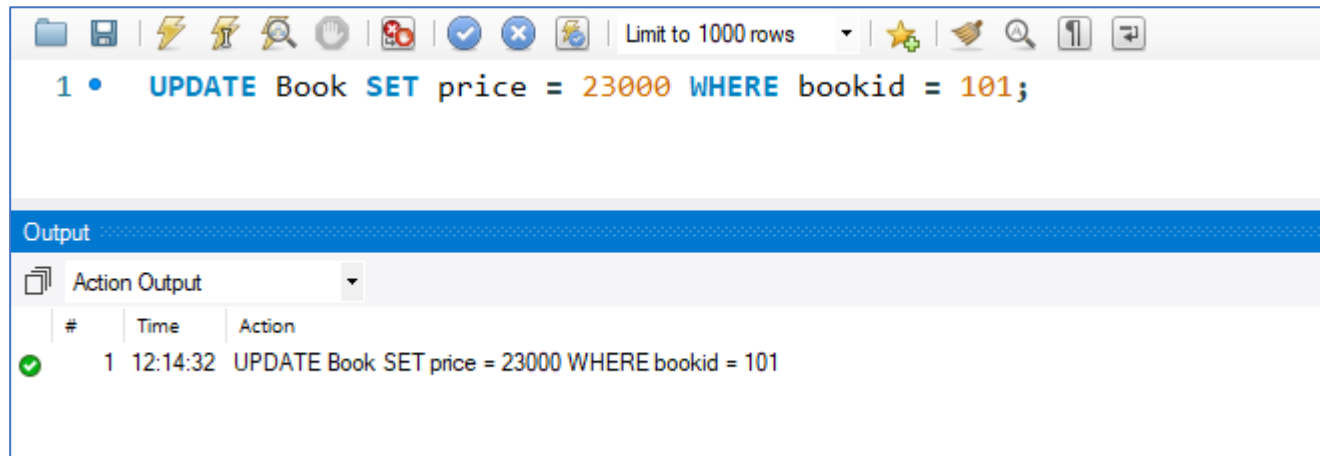 Limit to 1000 rows
1 UPDATE Book SET price = 23000 WHERE bookid = 101;
Output
Action Output
# Time Action
1 12:14:32 UPDATE Book SET price = 23000 WHERE bookid = 101